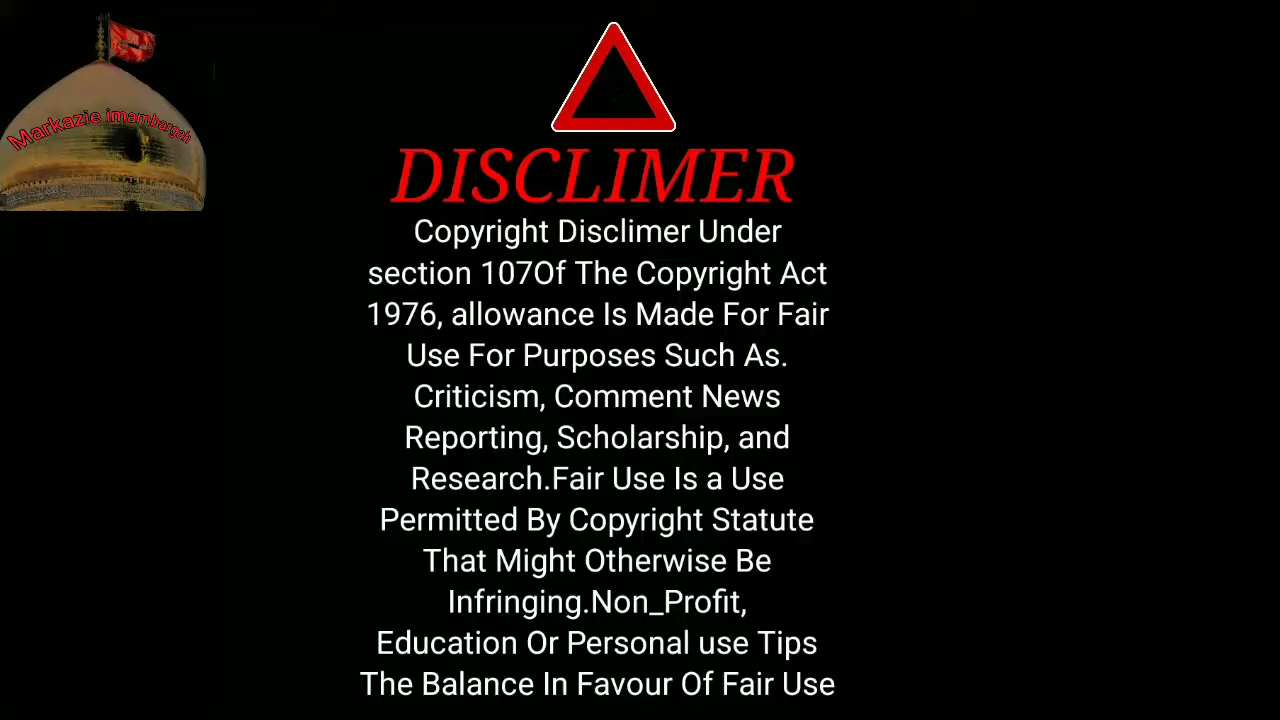 Markazie imambargah
DISCLIMER
Copyright Disclimer Under
section 107Of The Copyright Act
1976, allowance Is Made For Fair
Use For Purposes Such As.
Criticism, Comment News
Reporting, Scholarship, and
Research.Fair Use Is a Use
Permitted By Copyright Statute
That Might Otherwise Be
Infringing.Non_Profit,
Education Or Personal use Tips
The Balance In Favour Of Fair Use